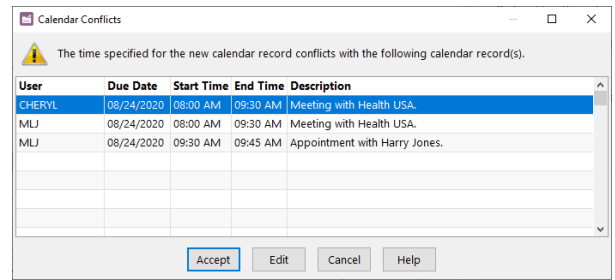 Calendar Conflicts
The time specified for the new calendar record conflicts with the following calendar record(s).
User Due Date Start Time End Time Description
CHERYL 08/24/2020 08:00 AM 09:30 AM Meeting with Health USA.
MLJ 08/24/2020 08:00 AM 09:30 AM Meeting with Health USA.
MLJ 08/24/2020 09:30 AM 09:45 AM Appointment with Harry Jones.
Accept Edit Cancel Help